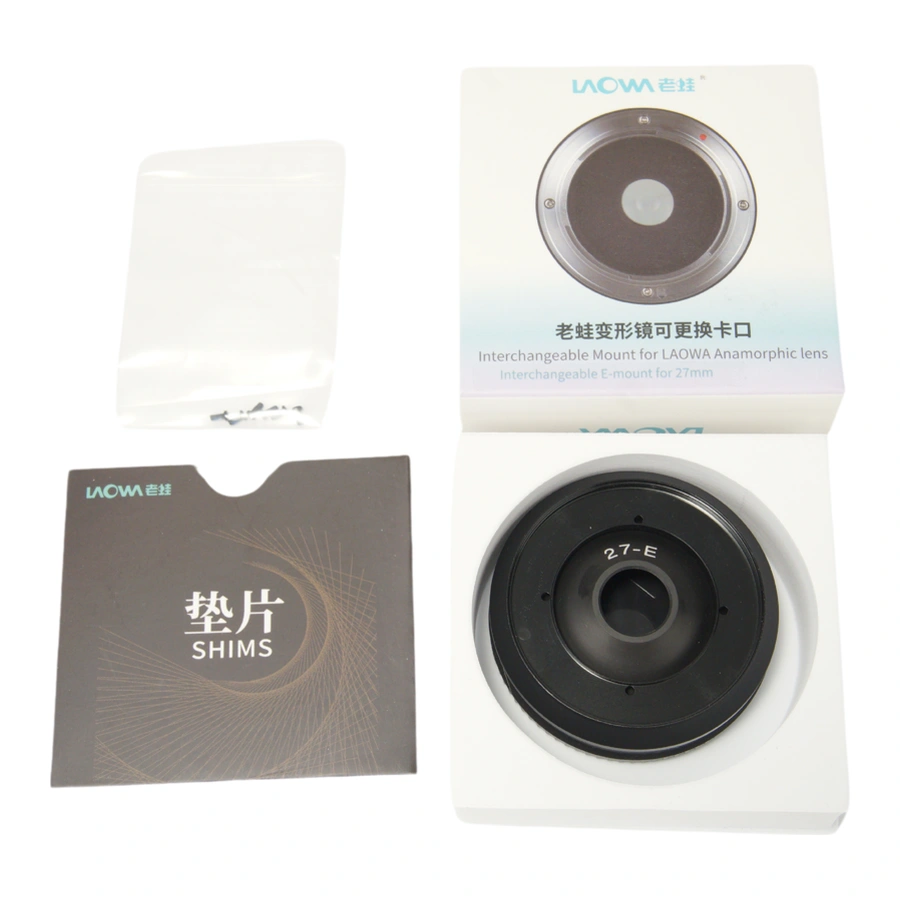 LAOWA 老蛙®
老蛙变形镜可更换卡口
Interchangeable Mount for LAOWA Anamorphic lens
Interchangeable E-mount for 27mm
LAOWA
LAOWA 老蛙
垫片
SHIMS
27-E